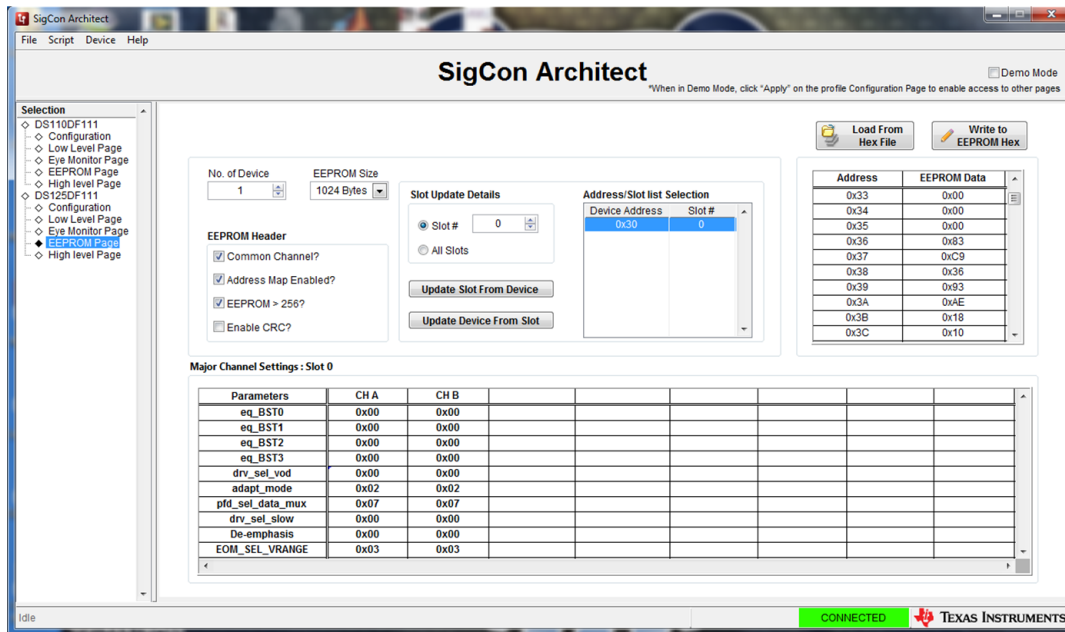 SigCon Architect
File Script Device Help
SigCon Architect
Demo Mode
*When in Demo Mode, click "Apply" on the profile Configuration Page to enable access to other pages
Selection
DS110DF111
Configuration
Low Level Page
Eye Monitor Page
EEPROM Page
High level Page
DS125DF111
Configuration
Low Level Page
Eye Monitor Page
EEPROM Page
High level Page
Load From
Hex File
Write to
EEPROM Hex
No. of Device EEPROM Size
1 1024 Bytes
EEPROM Header
Common Channel?
Address Map Enabled?
EEPROM > 256?
Enable CRC?
Slot Update Details
Slot # 0
All Slots
Update Slot From Device
Update Device From Slot
Address/Slot list Selection
Device Address Slot #
0x30 0
Address EEPROM Data
0x33 0x00
0x34 0x00
0x35 0x00
0x36 0x83
0x37 0xC9
0x38 0x36
0x39 0x93
0x3A 0xAE
0x3B 0x18
0x3C 0x10
Major Channel Settings : Slot 0
Parameters CH A CH B
eq_BST0 0x00 0x00
eq_BST1 0x00 0x00
eq_BST2 0x00 0x00
eq_BST3 0x00 0x00
drv_sel_vod 0x00 0x00
adapt_mode 0x02 0x02
pfd_sel_data_mux 0x07 0x07
drv_sel_slow 0x00 0x00
De-emphasis 0x00 0x00
EOM_SEL_VRANGE 0x03 0x03
Idle
CONNECTED
TEXAS INSTRUMENTS